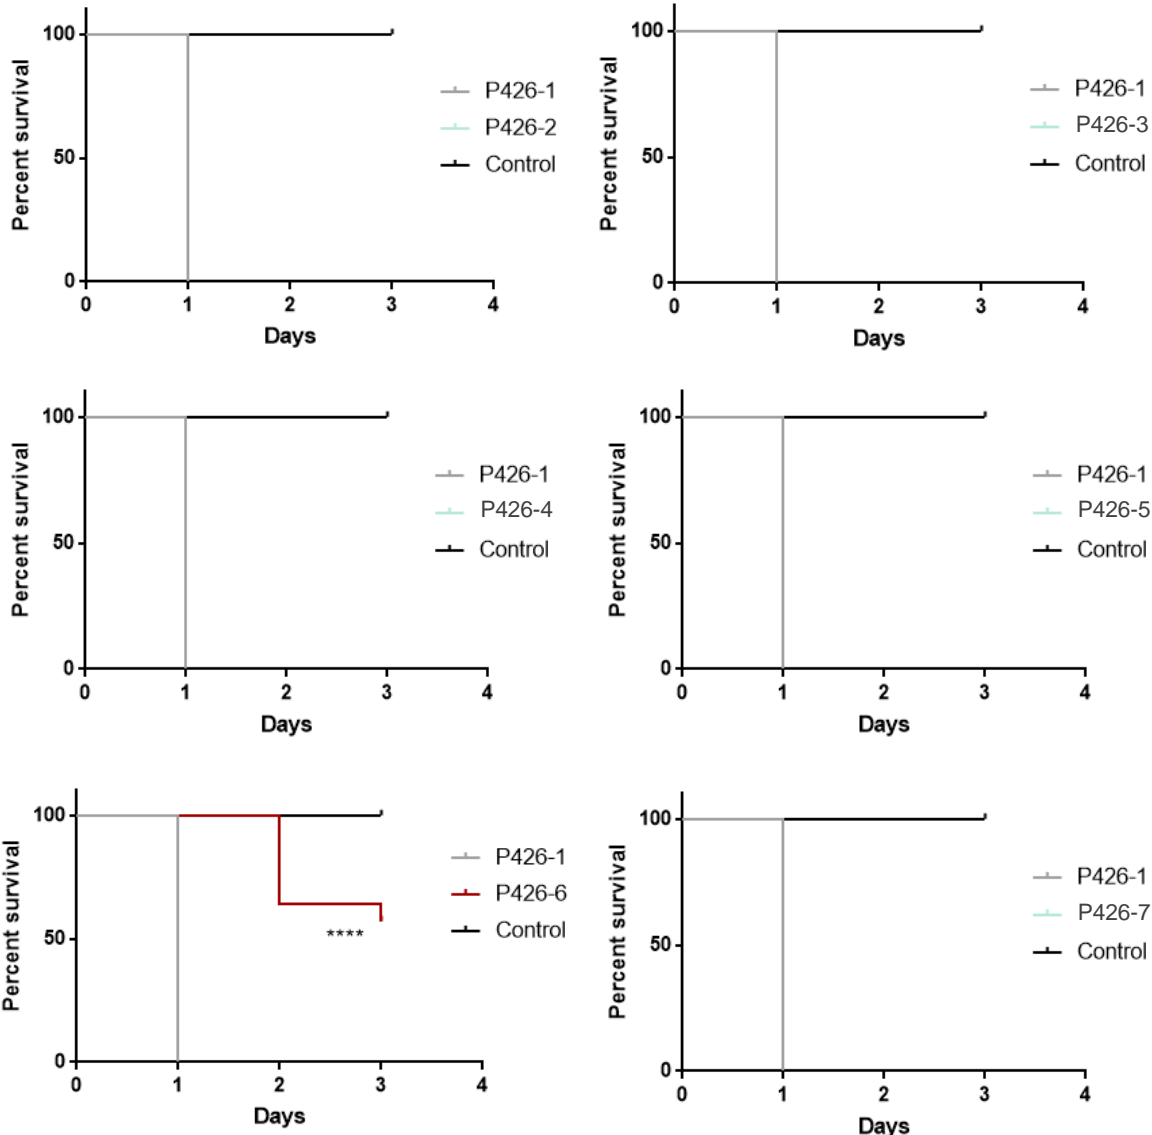 100
50
0
Percent survival
0 1 2 3 4
Days
P426-1
P426-2
Control
100
50
0
Percent survival
0 1 2 3 4
Days
P426-1
P426-3
Control
100
50
0
Percent survival
0 1 2 3 4
Days
P426-1
P426-4
Control
100
50
0
Percent survival
0 1 2 3 4
Days
P426-1
P426-5
Control
100
50
0
Percent survival
0 1 2 3 4
Days
****
P426-1
P426-6
Control
100
50
0
Percent survival
0 1 2 3 4
Days
P426-1
P426-7
Control